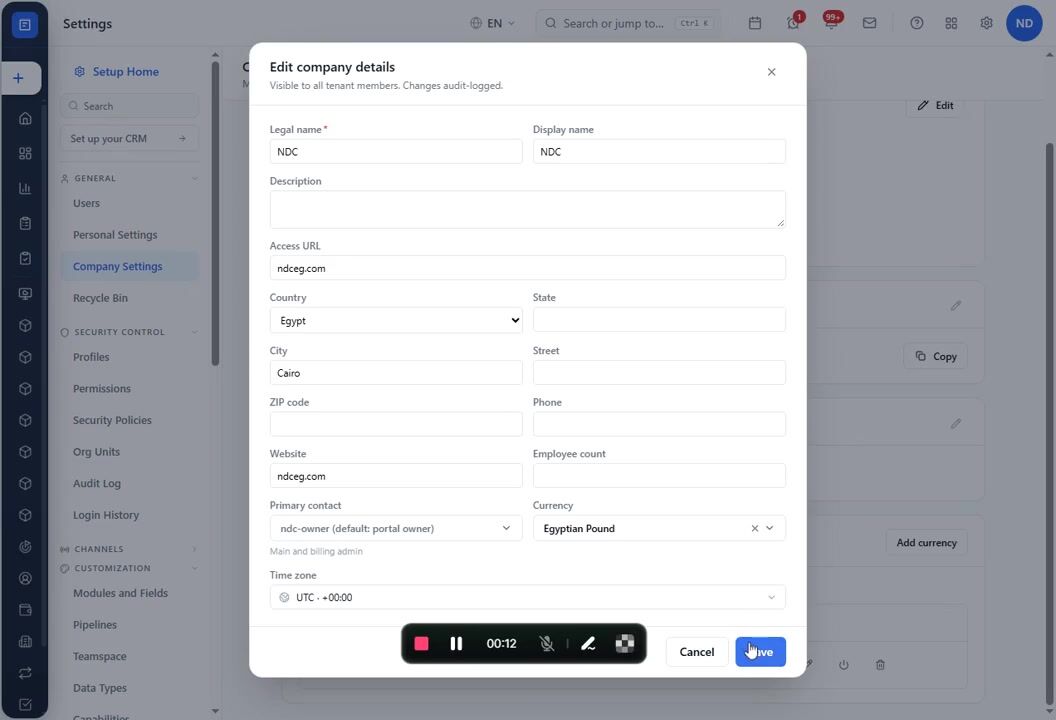 Settings
EN
Search or jump to...
Ctrl K
1
99+
ND
Setup Home
Search
Set up your CRM
GENERAL
Users
Personal Settings
Company Settings
Recycle Bin
SECURITY CONTROL
Profiles
Permissions
Security Policies
Org Units
Audit Log
Login History
CHANNELS
CUSTOMIZATION
Modules and Fields
Pipelines
Teamspace
Data Types
Capabilities
Edit
Copy
Add currency
Edit company details
Visible to all tenant members. Changes audit-logged.
Legal name*
Display name
NDC
NDC
Description
Access URL
ndceg.com
Country
State
Egypt
City
Street
Cairo
ZIP code
Phone
Website
Employee count
ndceg.com
Primary contact
Currency
ndc-owner (default: portal owner)
Egyptian Pound
Main and billing admin
Time zone
UTC · +00:00
00:12
Cancel